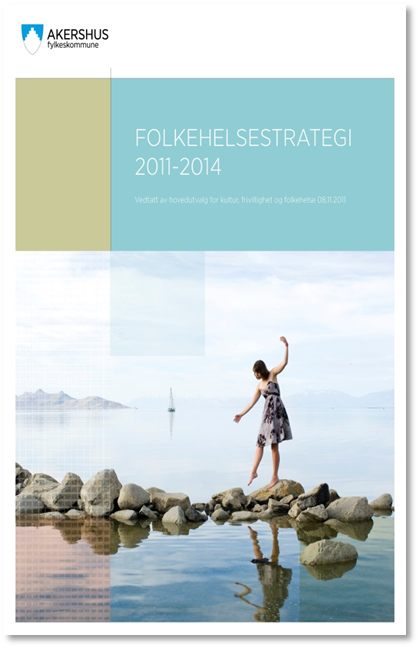 AKERSHUS
fylkeskommune
FOLKEHELSESTRATEGI
2011-2014
Vedtatt av hovedutvalg for kultur, frivillighet og folkehelse 08.11.2011